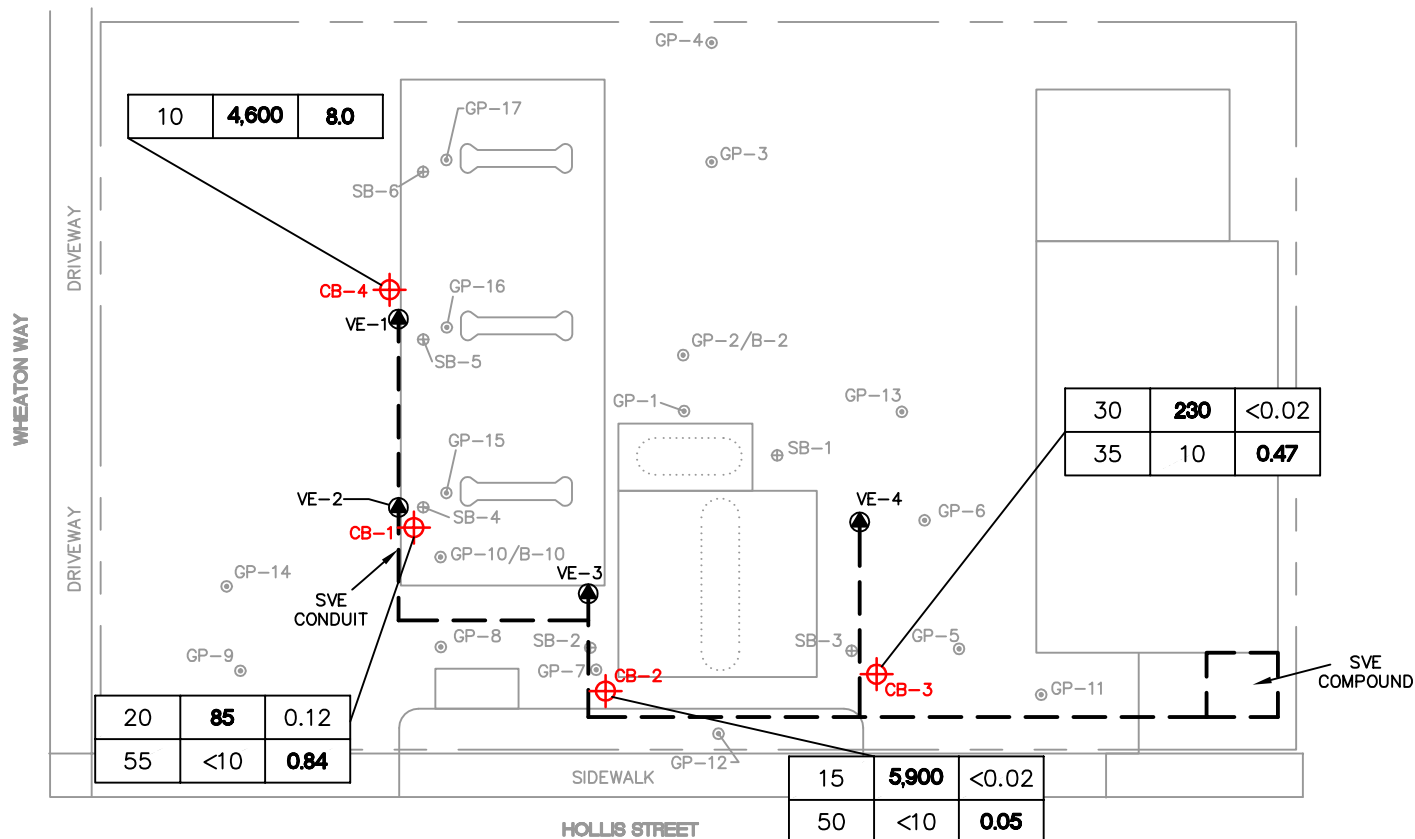 GP-4
10 4,600 8.0
GP-17
GP-3
SB-6
DRIVEWAY
CB-4
GP-16
VE-1
WHEATON WAY
SB-5
GP-2/B-2
GP-1
GP-13
30 230 <0.02
35 10 0.47
GP-15
SB-1
VE-2
SB-4
VE-4
CB-1
GP-6
DRIVEWAY
GP-10/B-10
GP-14
VE-3
SVE
CONDUIT
GP-8
SB-2
SB-3
GP-5
GP-9
GP-7
CB-2
CB-3
GP-11
SVE
COMPOUND
20 85 0.12
55 <10 0.84
GP-12
SIDEWALK
15 5,900 <0.02
50 <10 0.05
HOLLIS STREET